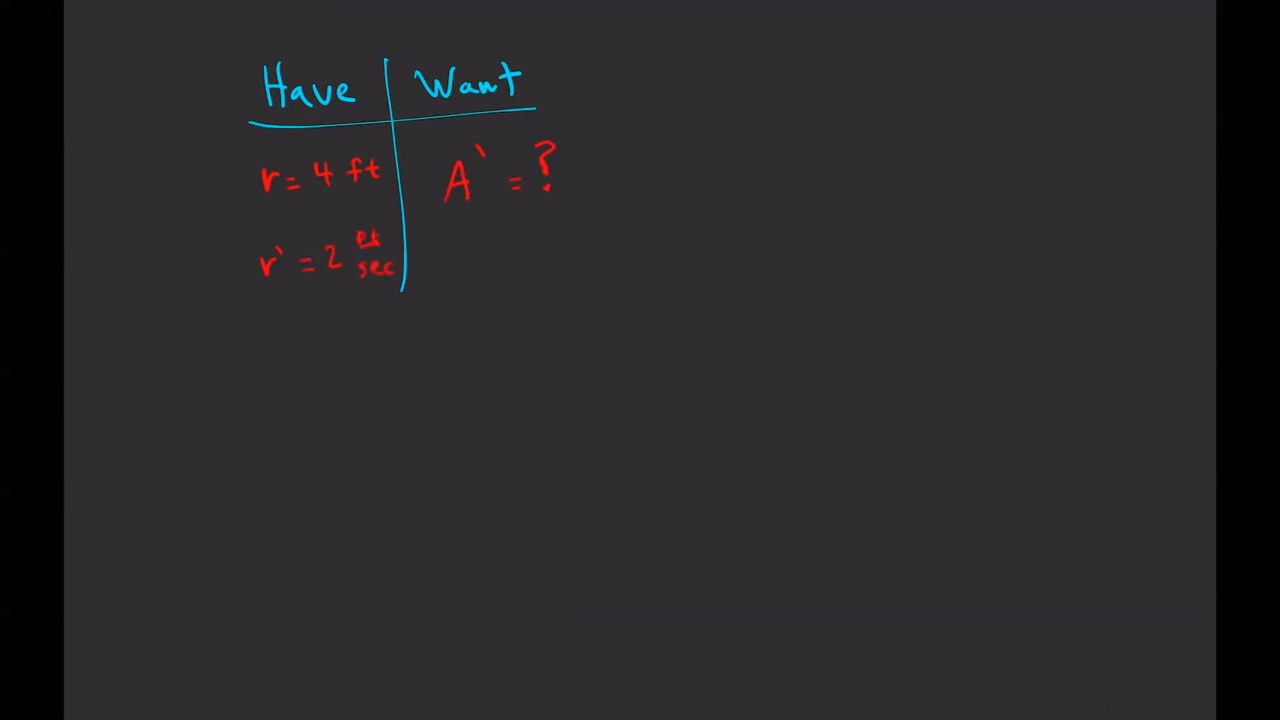 Have Want
r = 4 ft A` = ?
r` = 2 ft/sec